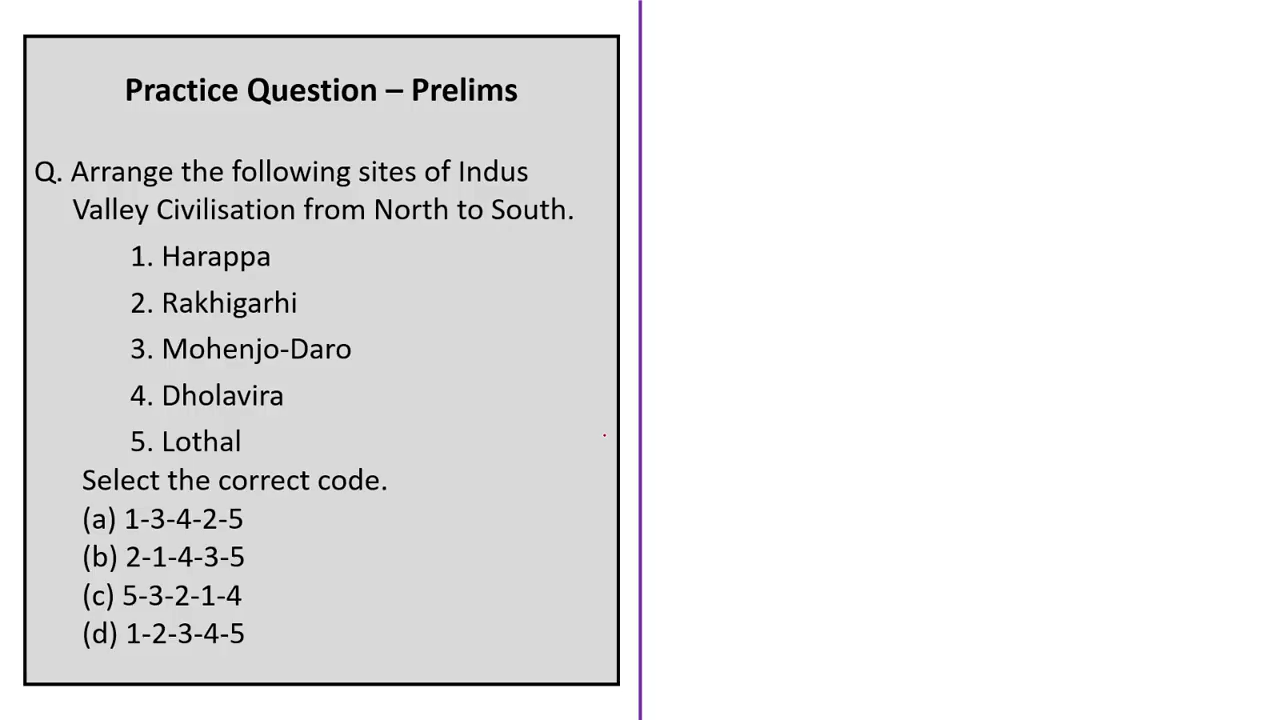 Practice Question – Prelims
Q. Arrange the following sites of Indus
Valley Civilisation from North to South.
1. Harappa
2. Rakhigarhi
3. Mohenjo-Daro
4. Dholavira
5. Lothal
Select the correct code.
(a) 1-3-4-2-5
(b) 2-1-4-3-5
(c) 5-3-2-1-4
(d) 1-2-3-4-5